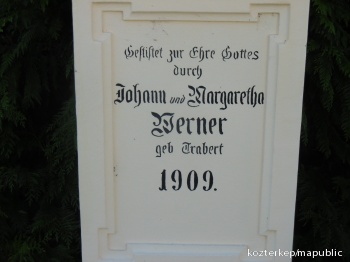 Gestiftet zur Ehre Gottes
durch
Johann und Margaretha
Werner
geb Trabert
1909.
kozterkep/mapublic